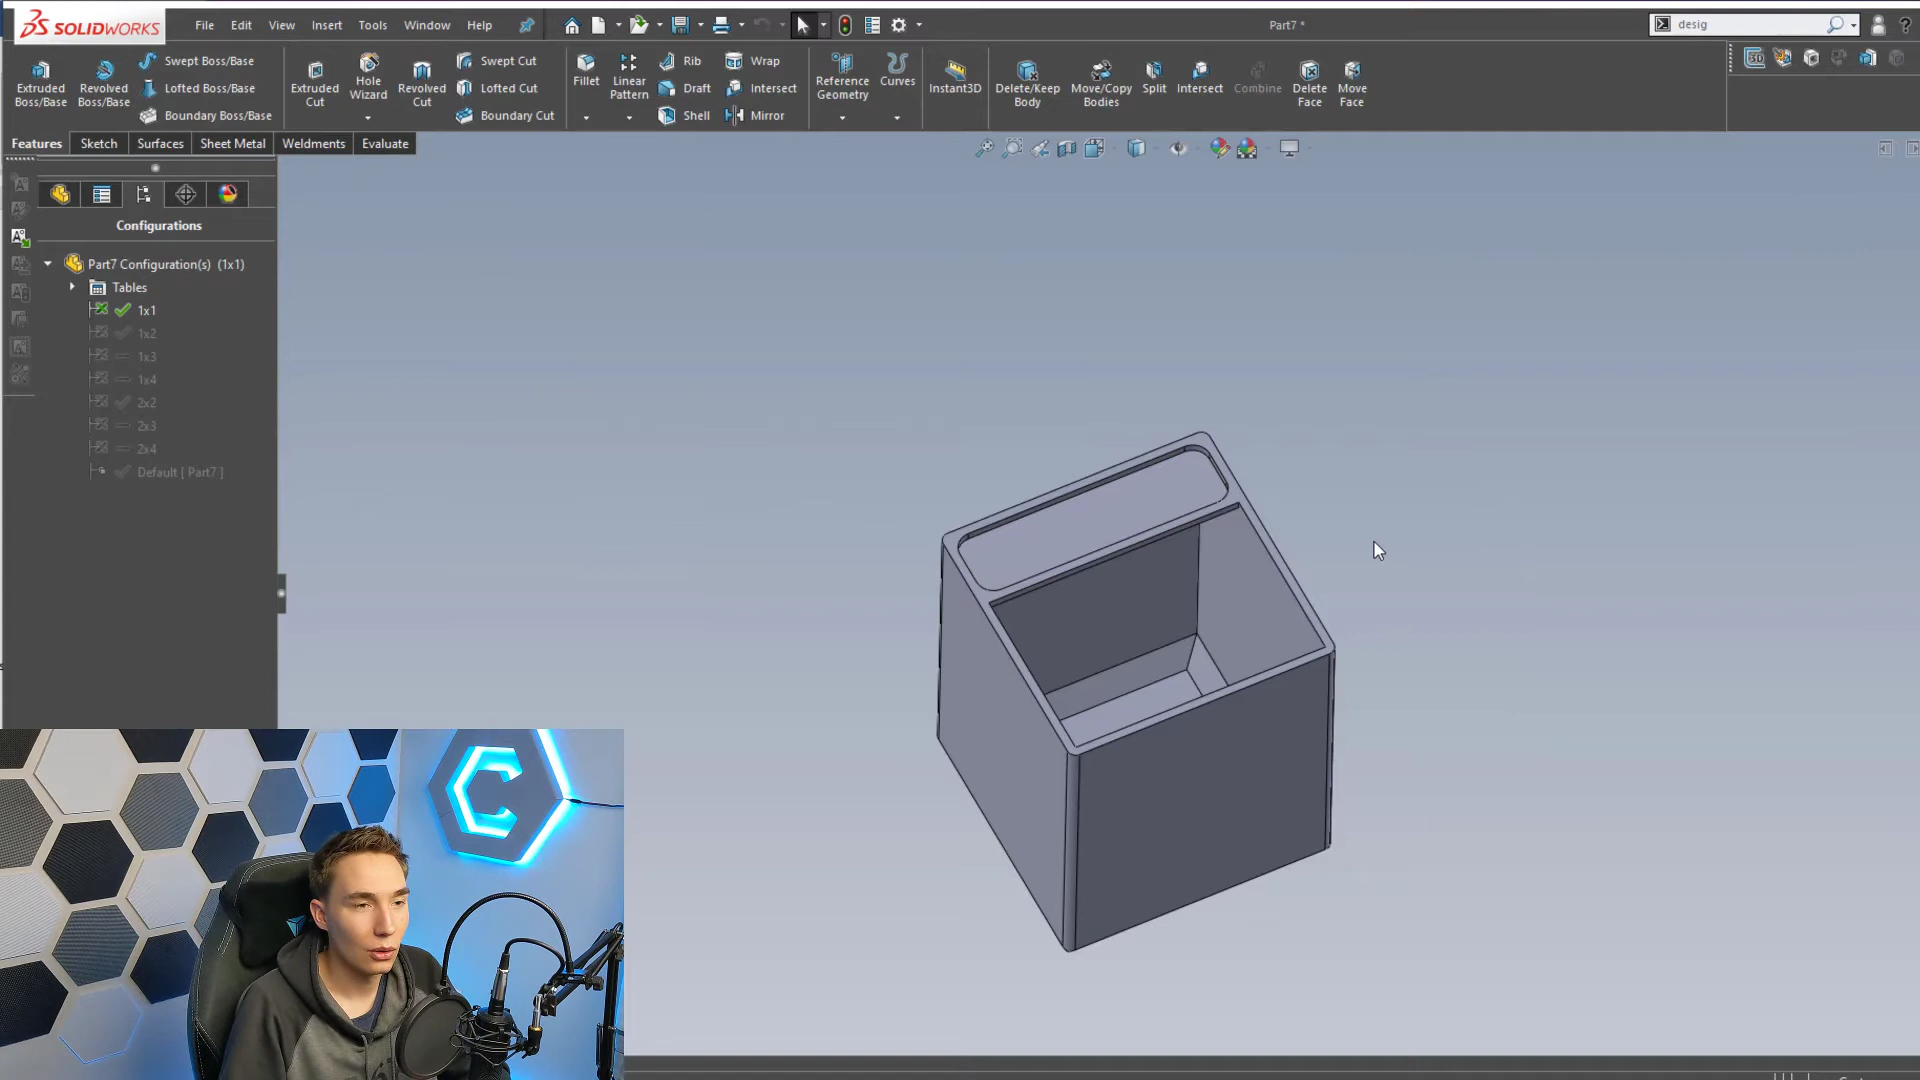 SOLIDWORKS
File Edit View Insert Tools Window Help
Part7 *
desig
Extruded Boss/Base
Revolved Boss/Base
Swept Boss/Base
Lofted Boss/Base
Boundary Boss/Base
Extruded Cut
Hole Wizard
Revolved Cut
Swept Cut
Lofted Cut
Boundary Cut
Fillet
Linear Pattern
Rib
Draft
Shell
Wrap
Intersect
Mirror
Reference Geometry
Curves
Instant3D
Delete/Keep Body
Move/Copy Bodies
Split
Intersect
Combine
Delete Face
Move Face
Features Sketch Surfaces Sheet Metal Weldments Evaluate
Configurations
Part7 Configuration(s) (1x1)
Tables
1x1
1x2
1x3
1x4
2x2
2x3
2x4
Default [ Part7 ]